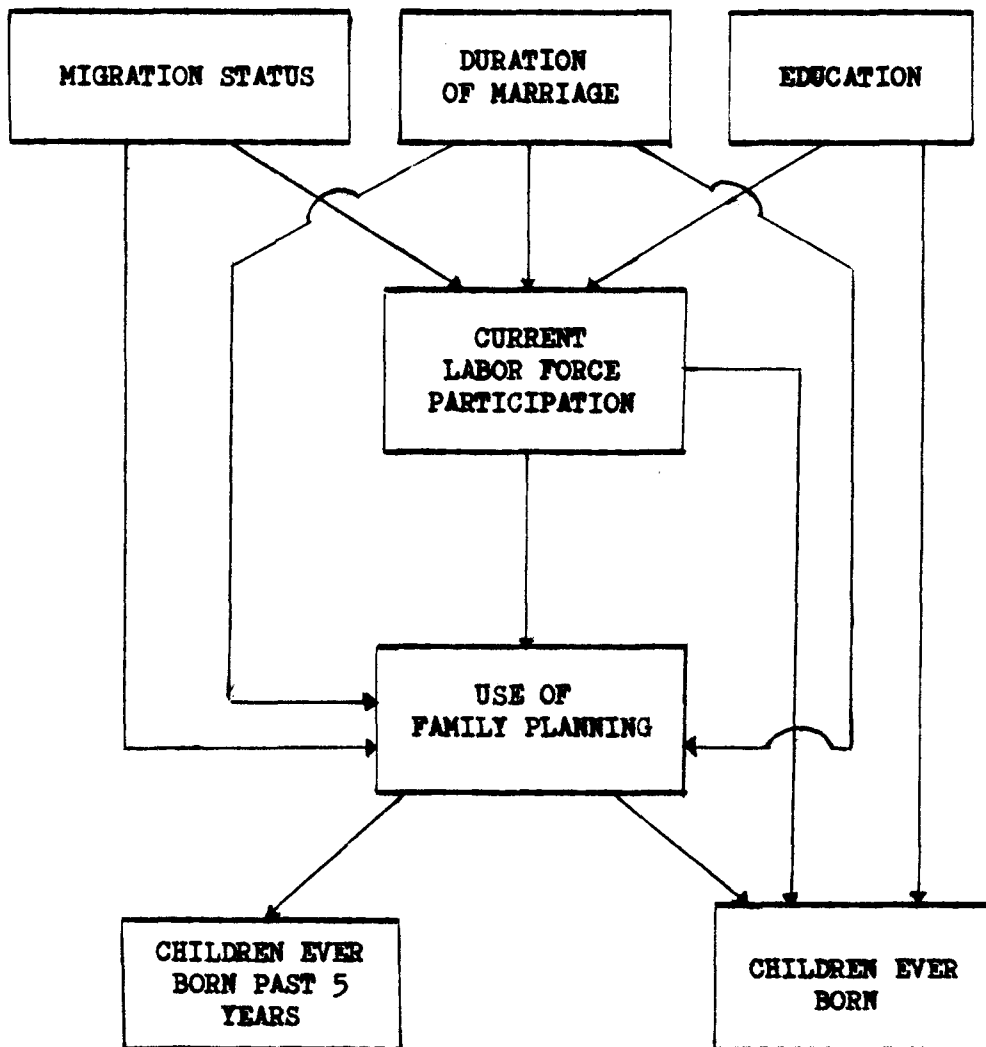 MIGRATION STATUS
DURATION
OF MARRIAGE
EDUCATION
CURRENT
LABOR FORCE
PARTICIPATION
USE OF
FAMILY PLANNING
CHILDREN EVER
BORN PAST 5
YEARS
CHILDREN EVER
BORN